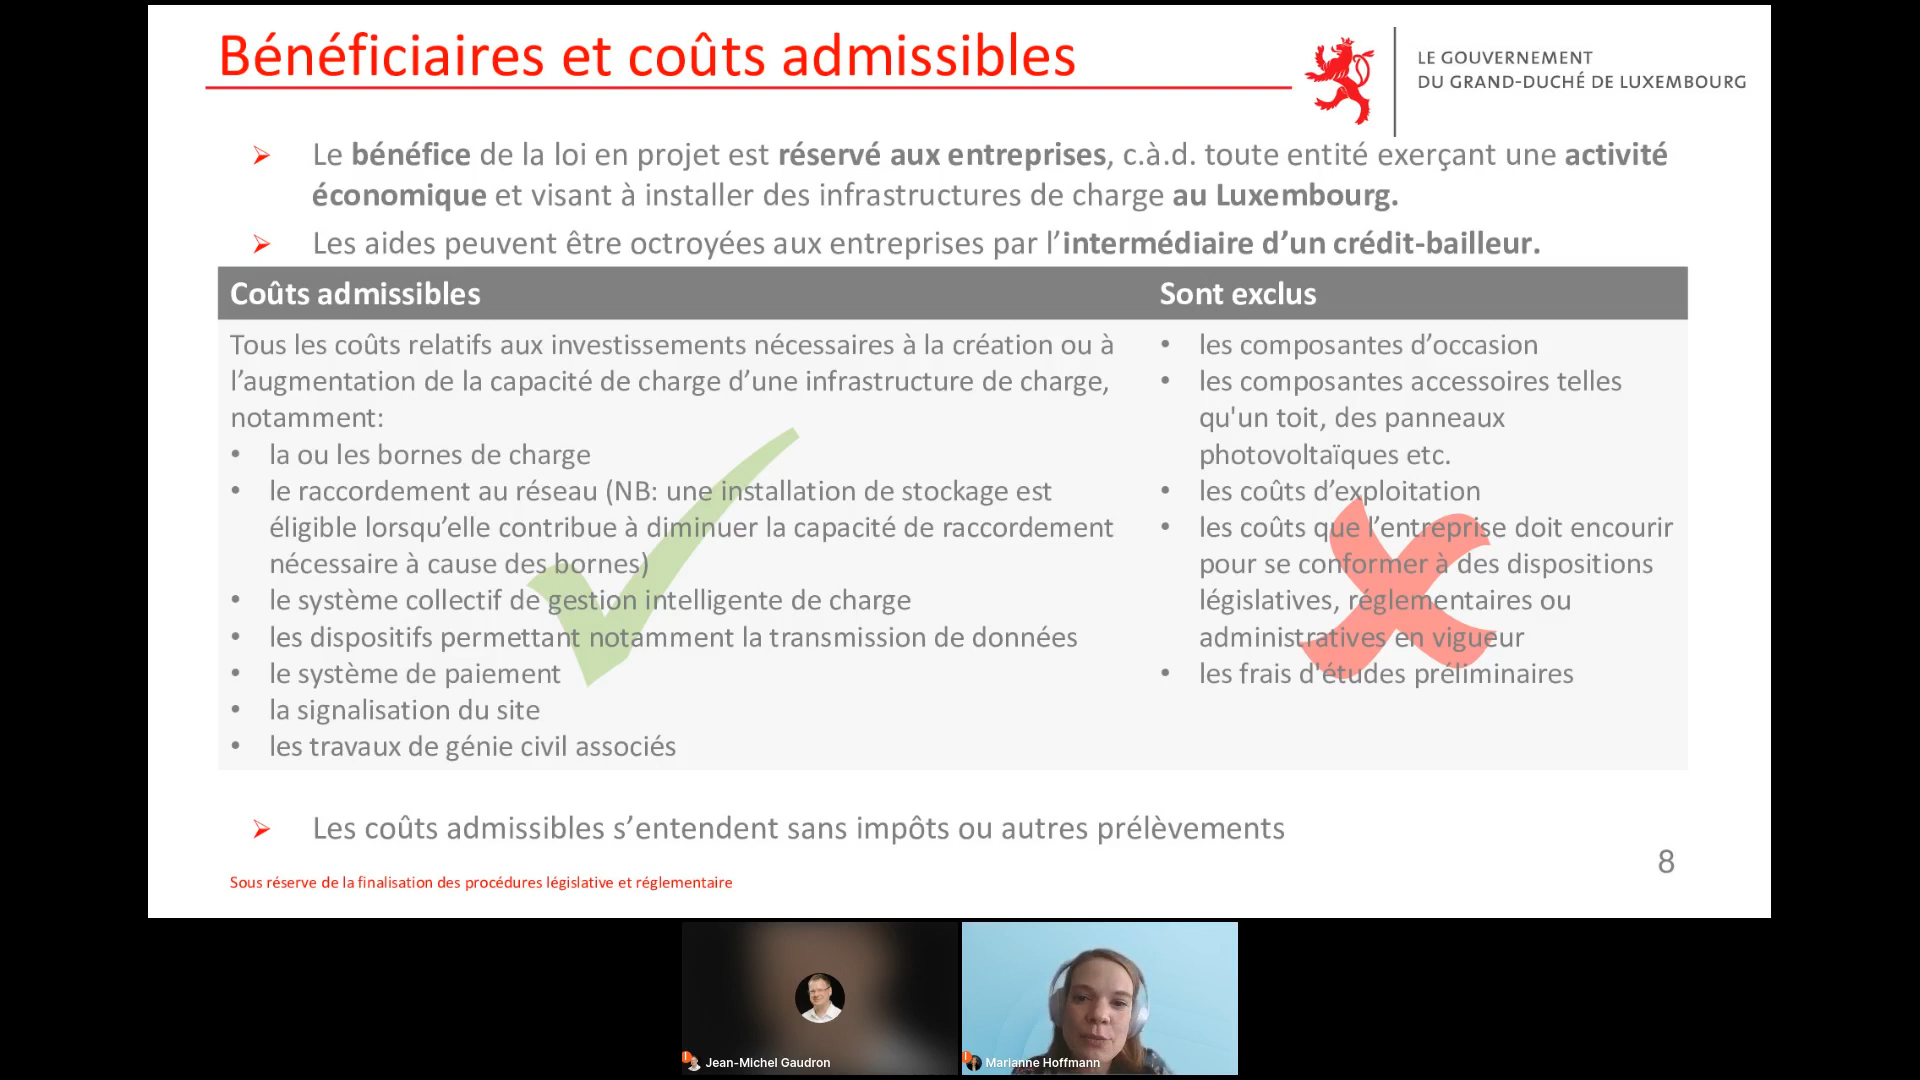 Bénéficiaires et coûts admissibles
LE GOUVERNEMENT
DU GRAND-DUCHÉ DE LUXEMBOURG
Le bénéfice de la loi en projet est réservé aux entreprises, c.à.d. toute entité exerçant une activité
économique et visant à installer des infrastructures de charge au Luxembourg.
Les aides peuvent être octroyées aux entreprises par l’intermédiaire d’un crédit-bailleur.
Coûts admissibles
Tous les coûts relatifs aux investissements nécessaires à la création ou à
l’augmentation de la capacité de charge d’une infrastructure de charge,
notamment:
• la ou les bornes de charge
• le raccordement au réseau (NB: une installation de stockage est
éligible lorsqu’elle contribue à diminuer la capacité de raccordement
nécessaire à cause des bornes)
• le système collectif de gestion intelligente de charge
• les dispositifs permettant notamment la transmission de données
• le système de paiement
• la signalisation du site
• les travaux de génie civil associés
Sont exclus
• les composantes d’occasion
• les composantes accessoires telles
qu'un toit, des panneaux
photovoltaïques etc.
• les coûts d’exploitation
• les coûts que l’entreprise doit encourir
pour se conformer à des dispositions
législatives, réglementaires ou
administratives en vigueur
• les frais d'études préliminaires
Les coûts admissibles s’entendent sans impôts ou autres prélèvements
8
Sous réserve de la finalisation des procédures législative et réglementaire
Jean-Michel Gaudron
Marianne Hoffmann